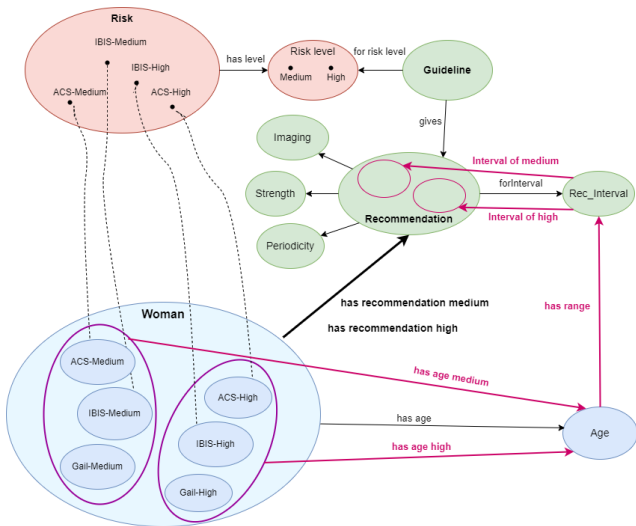 Risk
IBIS-Medium
IBIS-High
ACS-Medium
ACS-High
has level
Risk level
Medium
High
for risk level
Guideline
gives
Imaging
Strength
Periodicity
Recommendation
Interval of medium
forInterval
Interval of high
Rec_Interval
has range
has recommendation medium
has recommendation high
Woman
ACS-Medium
IBIS-Medium
Gail-Medium
ACS-High
IBIS-High
Gail-High
has age medium
has age
has age high
Age